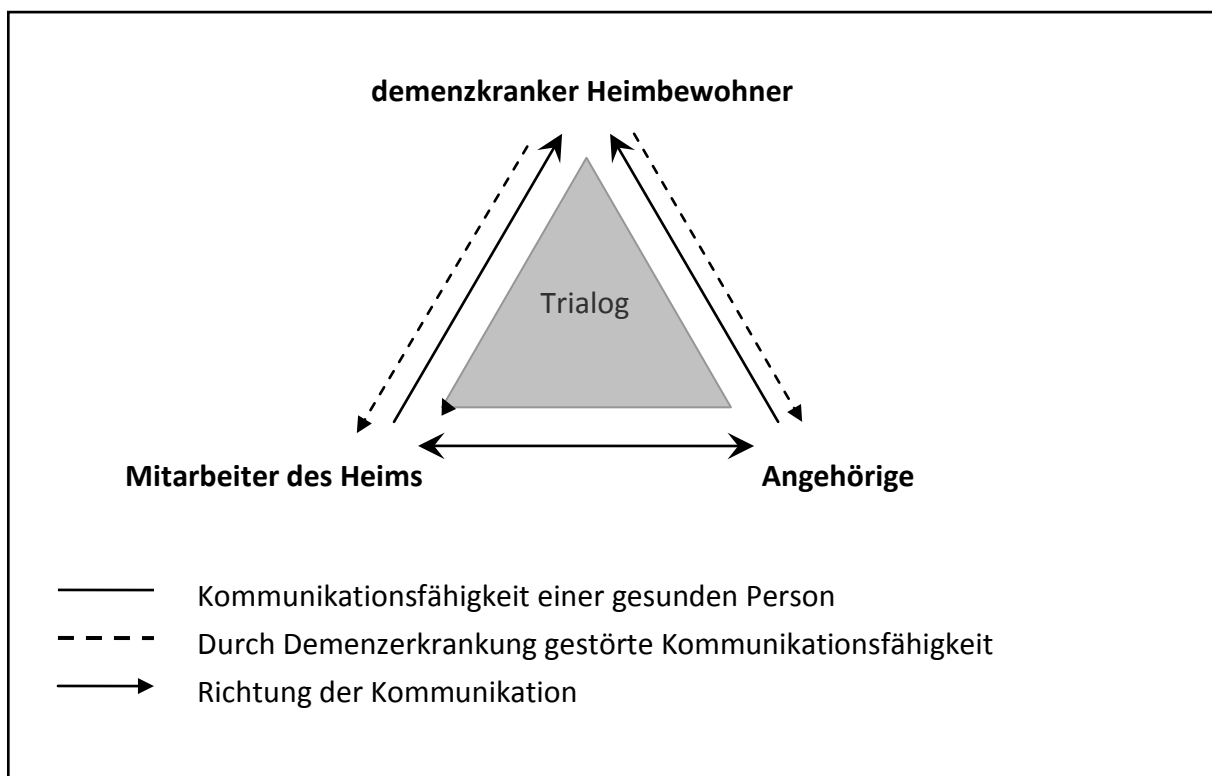 demenzkranker Heimbewohner
Trialog
Mitarbeiter des Heims
Angehörige
Kommunikationsfähigkeit einer gesunden Person
Durch Demenzerkrankung gestörte Kommunikationsfähigkeit
Richtung der Kommunikation